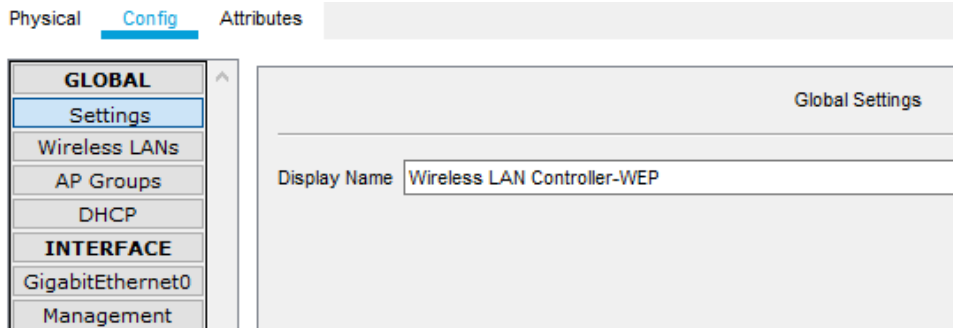 Physical Config Attributes
GLOBAL
Settings
Wireless LANs
AP Groups
DHCP
INTERFACE
GigabitEthernet0
Management
Global Settings
Display Name Wireless LAN Controller-WEP